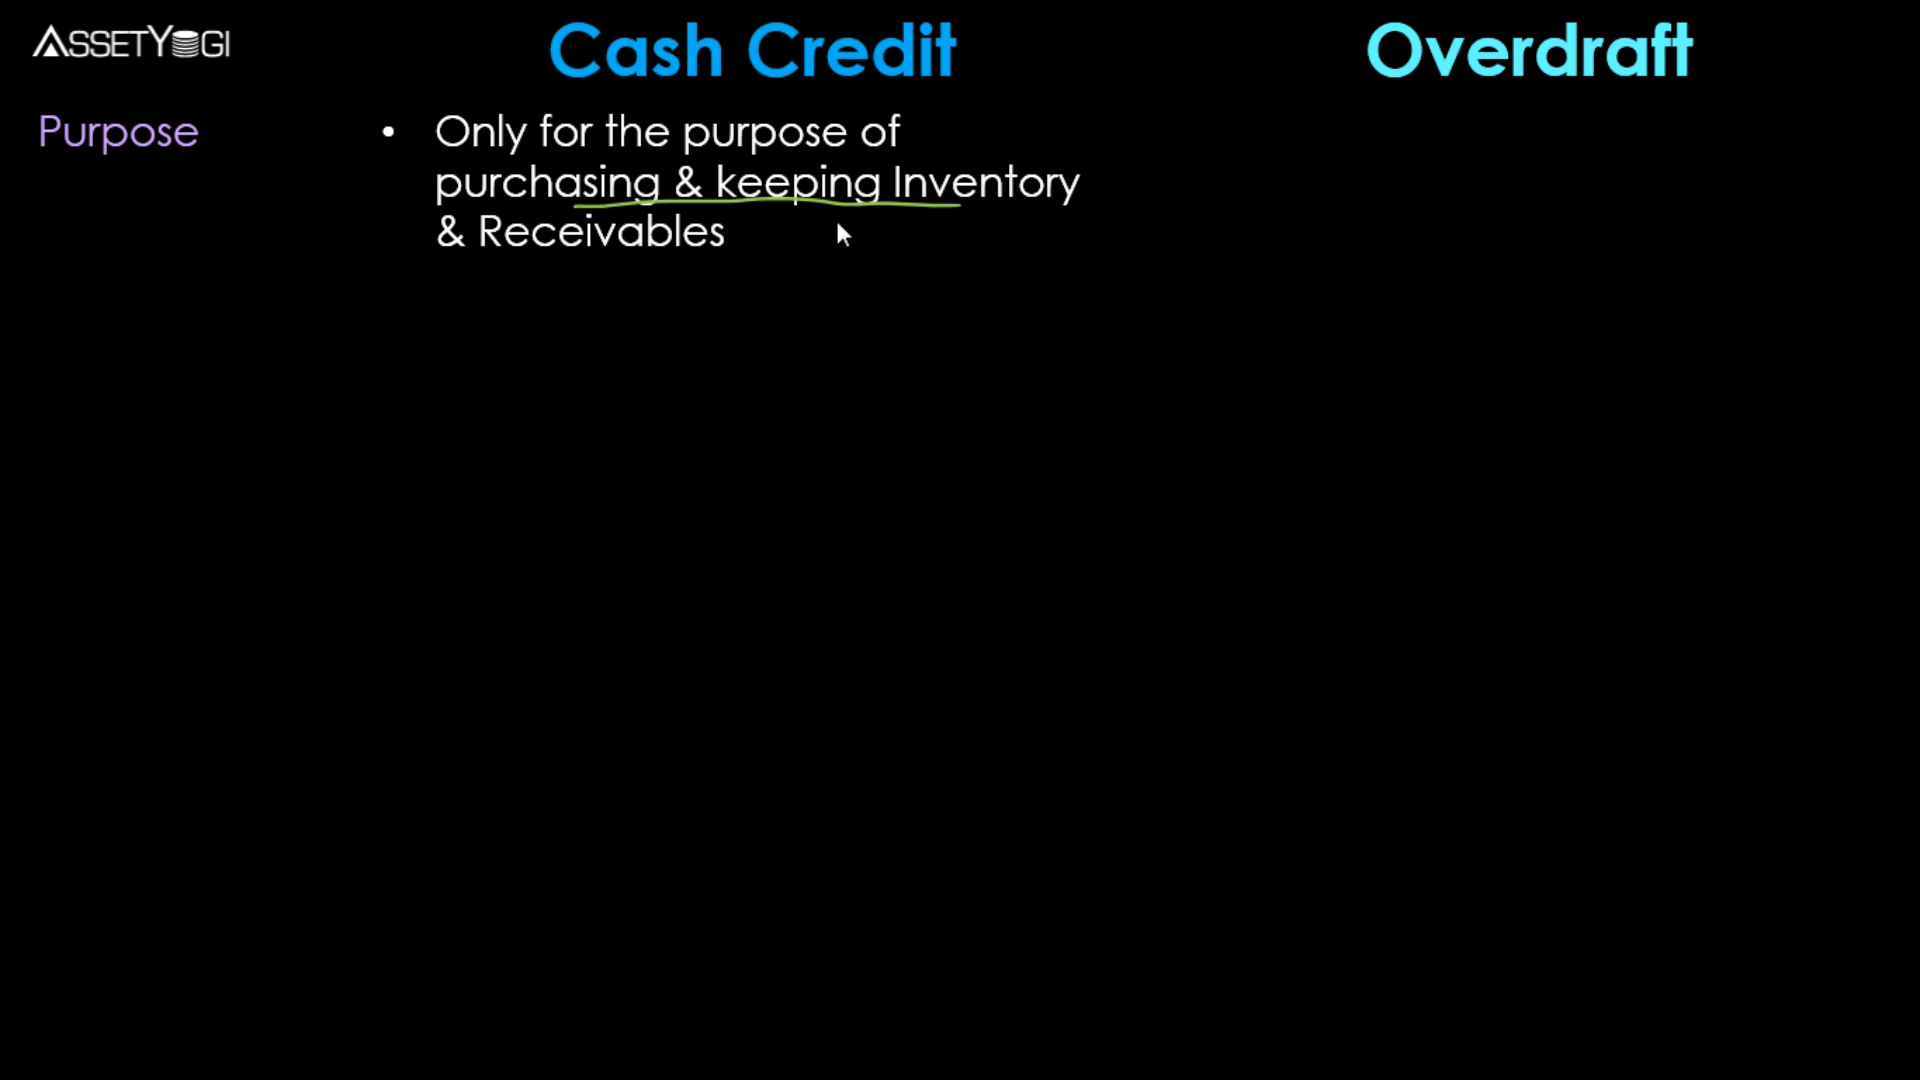 ASSETYOGI
Cash Credit
Overdraft
Purpose
• Only for the purpose of
purchasing & keeping Inventory
& Receivables